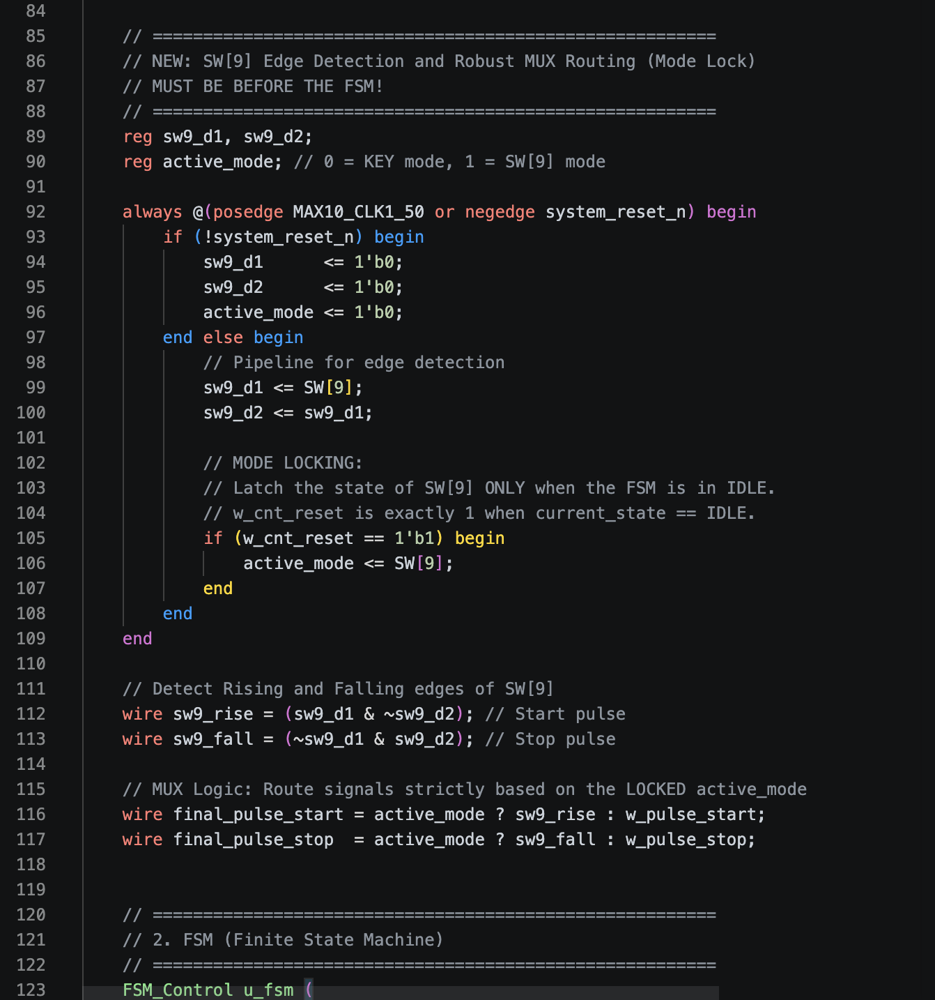 84
85 // ========================================================
86 // NEW: SW[9] Edge Detection and Robust MUX Routing (Mode Lock)
87 // MUST BE BEFORE THE FSM!
88 // ========================================================
89 reg sw9_d1, sw9_d2;
90 reg active_mode; // 0 = KEY mode, 1 = SW[9] mode
91
92 always @(posedge MAX10_CLK1_50 or negedge system_reset_n) begin
93     if (!system_reset_n) begin
94         sw9_d1      <= 1'b0;
95         sw9_d2      <= 1'b0;
96         active_mode <= 1'b0;
97     end else begin
98         // Pipeline for edge detection
99         sw9_d1 <= SW[9];
100         sw9_d2 <= sw9_d1;
101
102         // MODE LOCKING:
103         // Latch the state of SW[9] ONLY when the FSM is in IDLE.
104         // w_cnt_reset is exactly 1 when current_state == IDLE.
105         if (w_cnt_reset == 1'b1) begin
106             active_mode <= SW[9];
107         end
108     end
109 end
110
111 // Detect Rising and Falling edges of SW[9]
112 wire sw9_rise = (sw9_d1 & ~sw9_d2); // Start pulse
113 wire sw9_fall = (~sw9_d1 & sw9_d2); // Stop pulse
114
115 // MUX Logic: Route signals strictly based on the LOCKED active_mode
116 wire final_pulse_start = active_mode ? sw9_rise : w_pulse_start;
117 wire final_pulse_stop  = active_mode ? sw9_fall : w_pulse_stop;
118
119
120 // ========================================================
121 // 2. FSM (Finite State Machine)
122 // ========================================================
123 FSM_Control u_fsm (